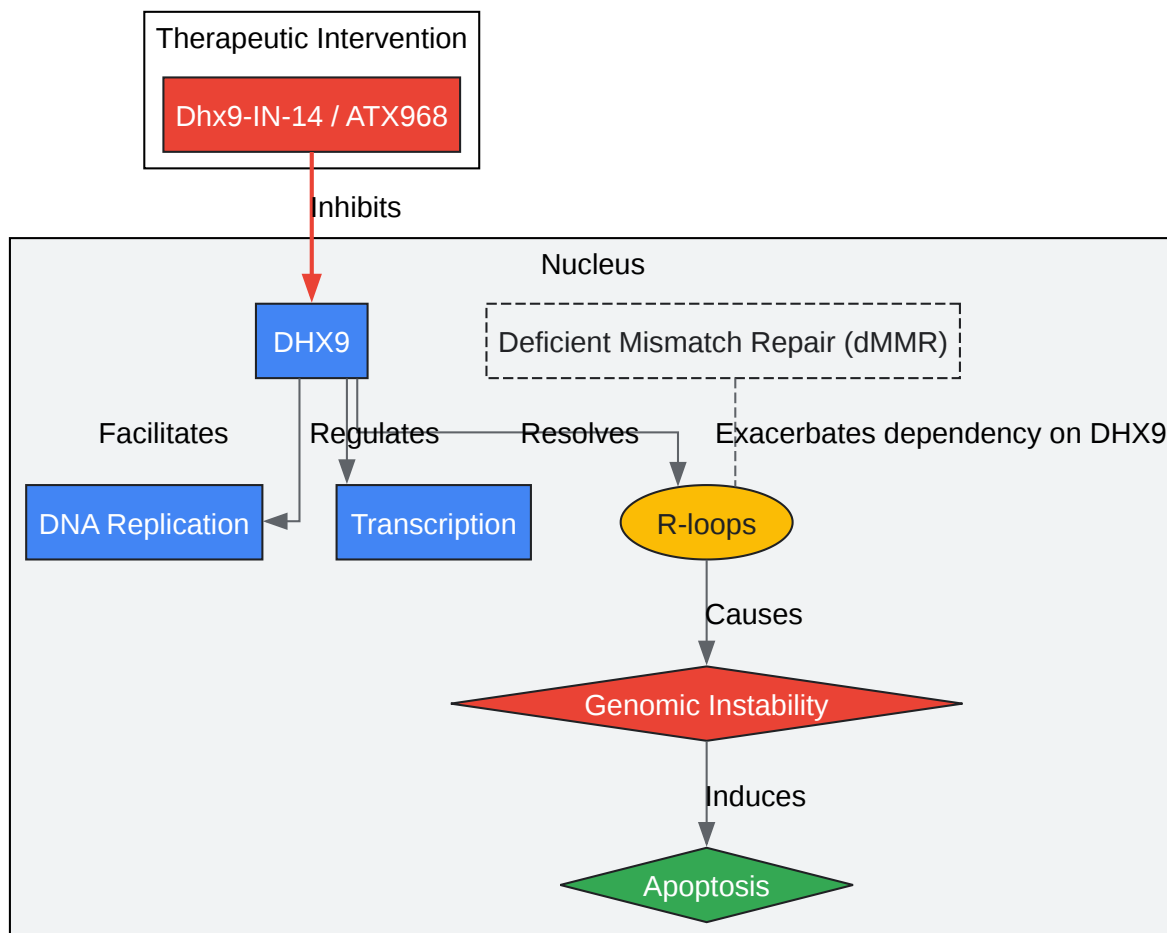 Therapeutic Intervention
Dhx9-IN-14 / ATX968
Inhibits
Nucleus
DHX9
Deficient Mismatch Repair (dMMR)
Facilitates
Regulates
Resolves
Exacerbates dependency on DHX9
DNA Replication
Transcription
R-loops
Causes
Genomic Instability
Induces
Apoptosis